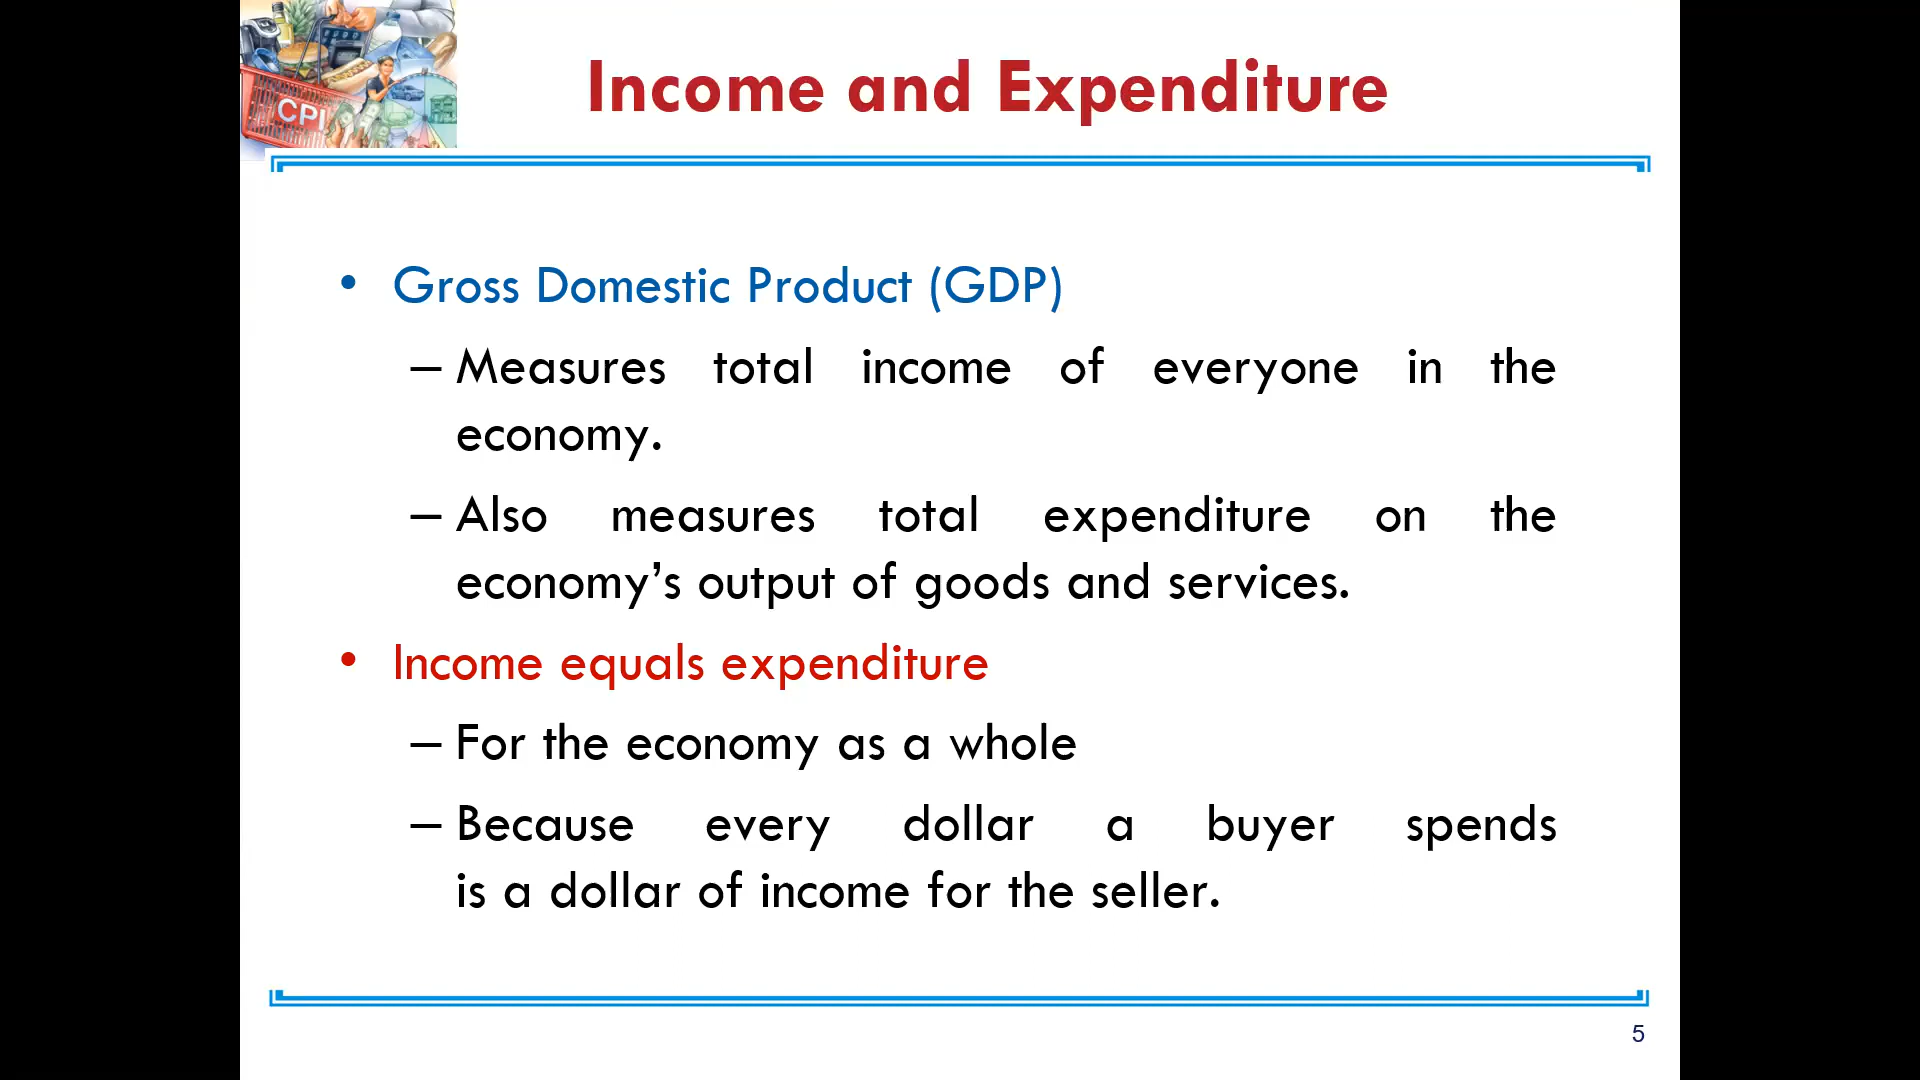 CPI
Income and Expenditure
• Gross Domestic Product (GDP)
– Measures total income of everyone in the
economy.
– Also measures total expenditure on the
economy’s output of goods and services.
• Income equals expenditure
– For the economy as a whole
– Because every dollar a buyer spends
is a dollar of income for the seller.
5